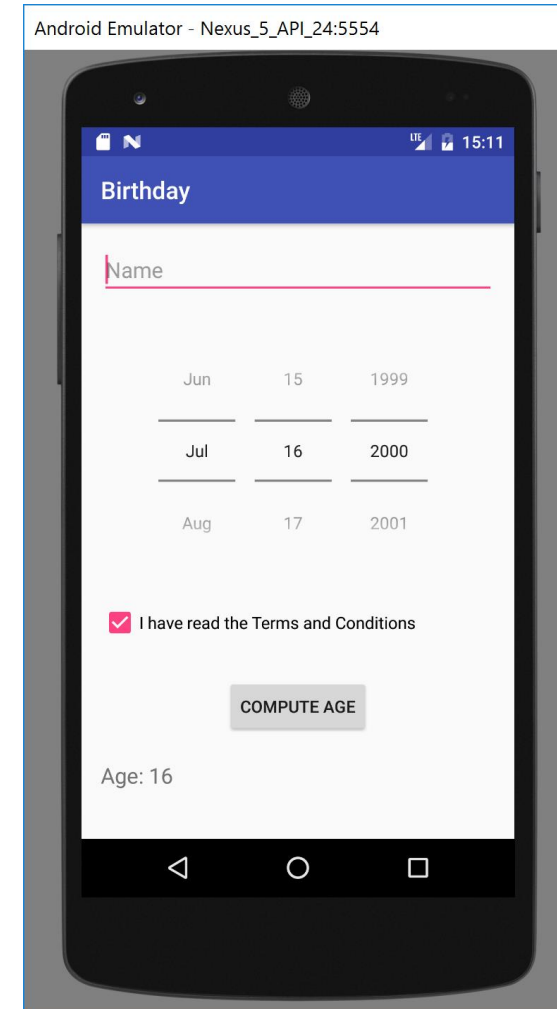 Android Emulator - Nexus_5_API_24:5554
LTE 15:11
Birthday
Name
Jun 15 1999
Jul 16 2000
Aug 17 2001
I have read the Terms and Conditions
COMPUTE AGE
Age: 16